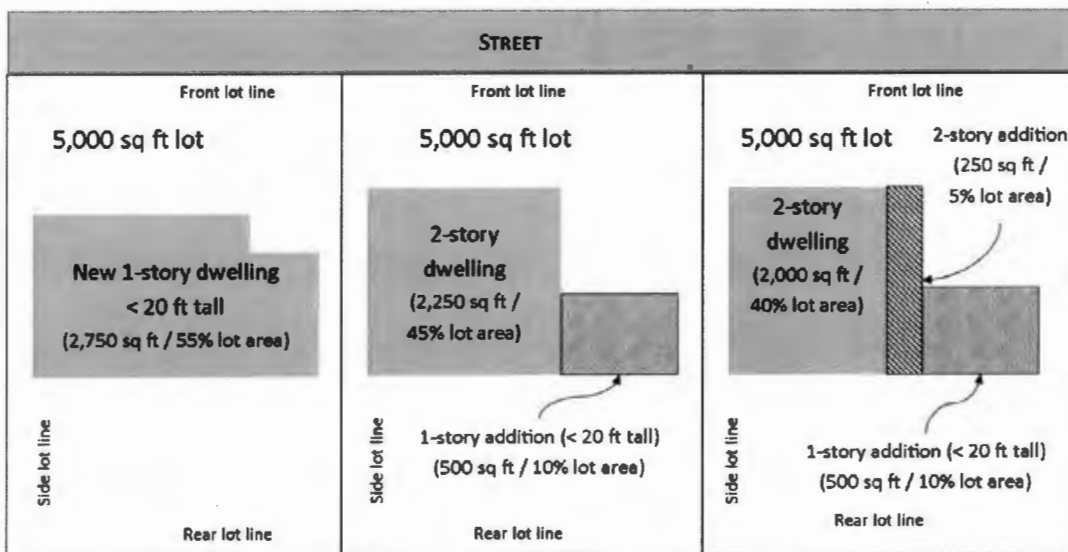 STREET
Front lot line
5,000 sq ft lot
New 1-story dwelling
< 20 ft tall
(2,750 sq ft / 55% lot area)
Side lot line
Rear lot line
Front lot line
5,000 sq ft lot
2-story
dwelling
(2,250 sq ft /
45% lot area)
1-story addition (< 20 ft tall)
(500 sq ft / 10% lot area)
Side lot line
Rear lot line
Front lot line
5,000 sq ft lot
2-story addition
(250 sq ft /
5% lot area)
2-story
dwelling
(2,000 sq ft /
40% lot area)
1-story addition (< 20 ft tall)
(500 sq ft / 10% lot area)
Side lot line
Rear lot line